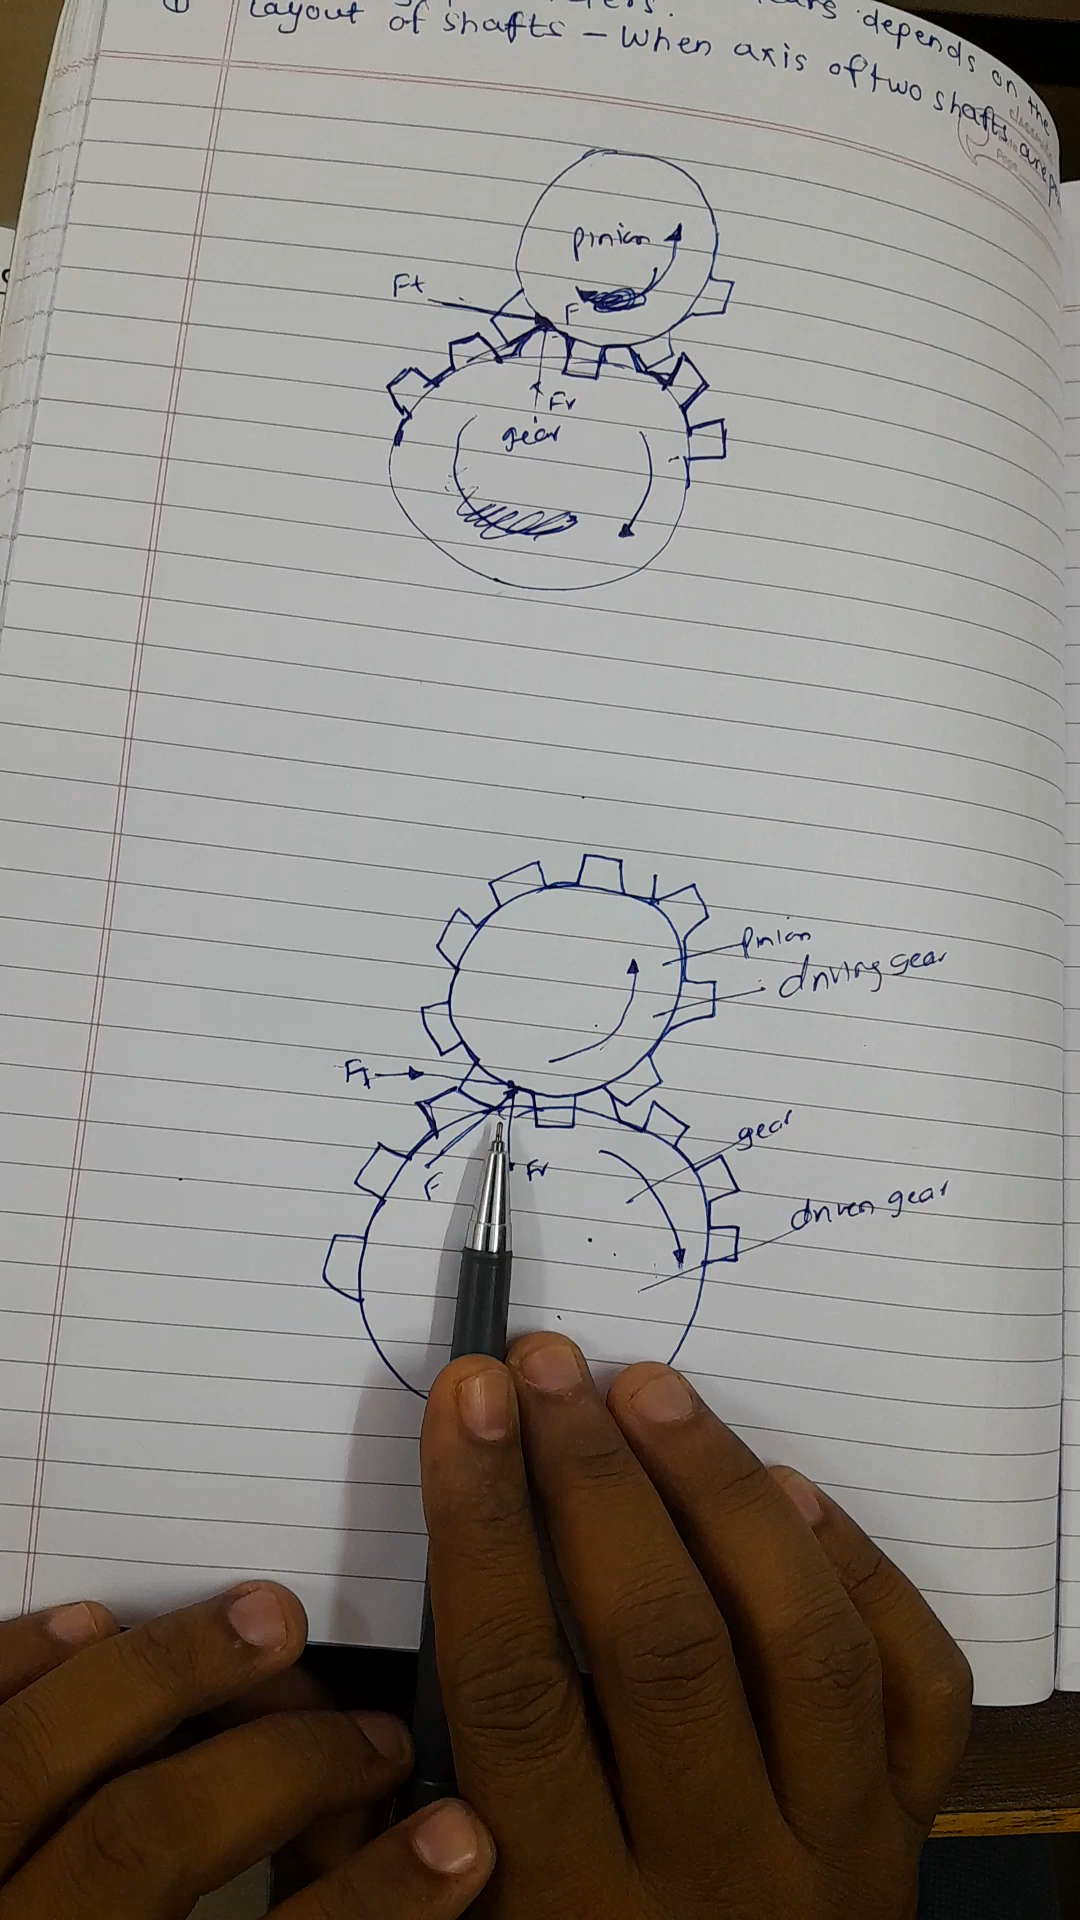 depends on the
① Layout of shafts - When axis of two shafts are
pinion
Ft
F
Fr
gear
pinion
driving gear
Ft
gear
F
Fr
driven gear